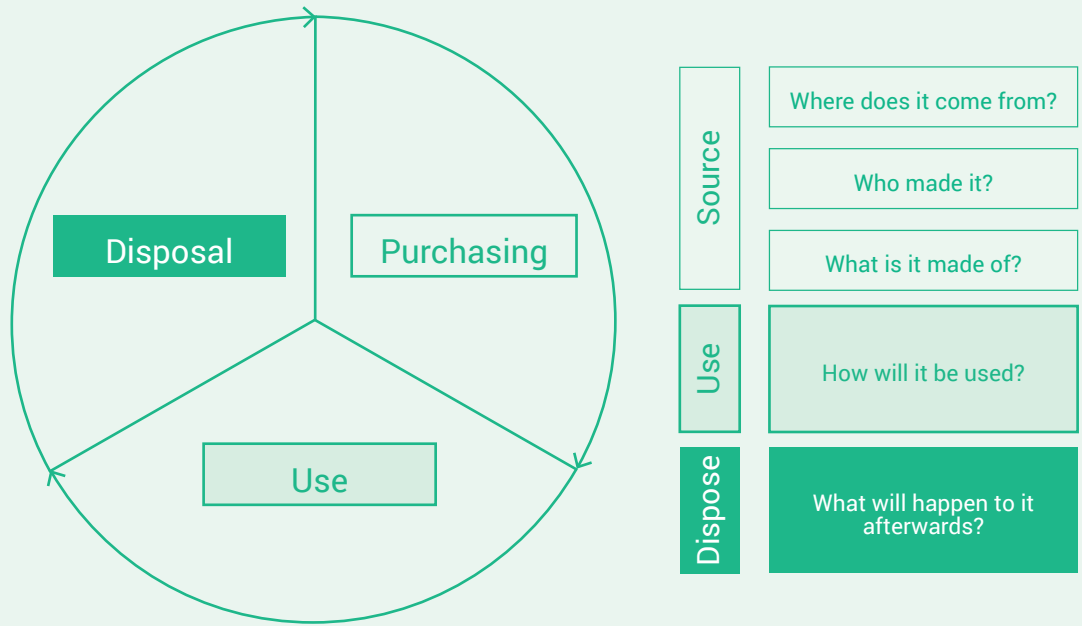 Disposal
Purchasing
Use
Source
Where does it come from?
Who made it?
What is it made of?
Use
How will it be used?
Dispose
What will happen to it
afterwards?